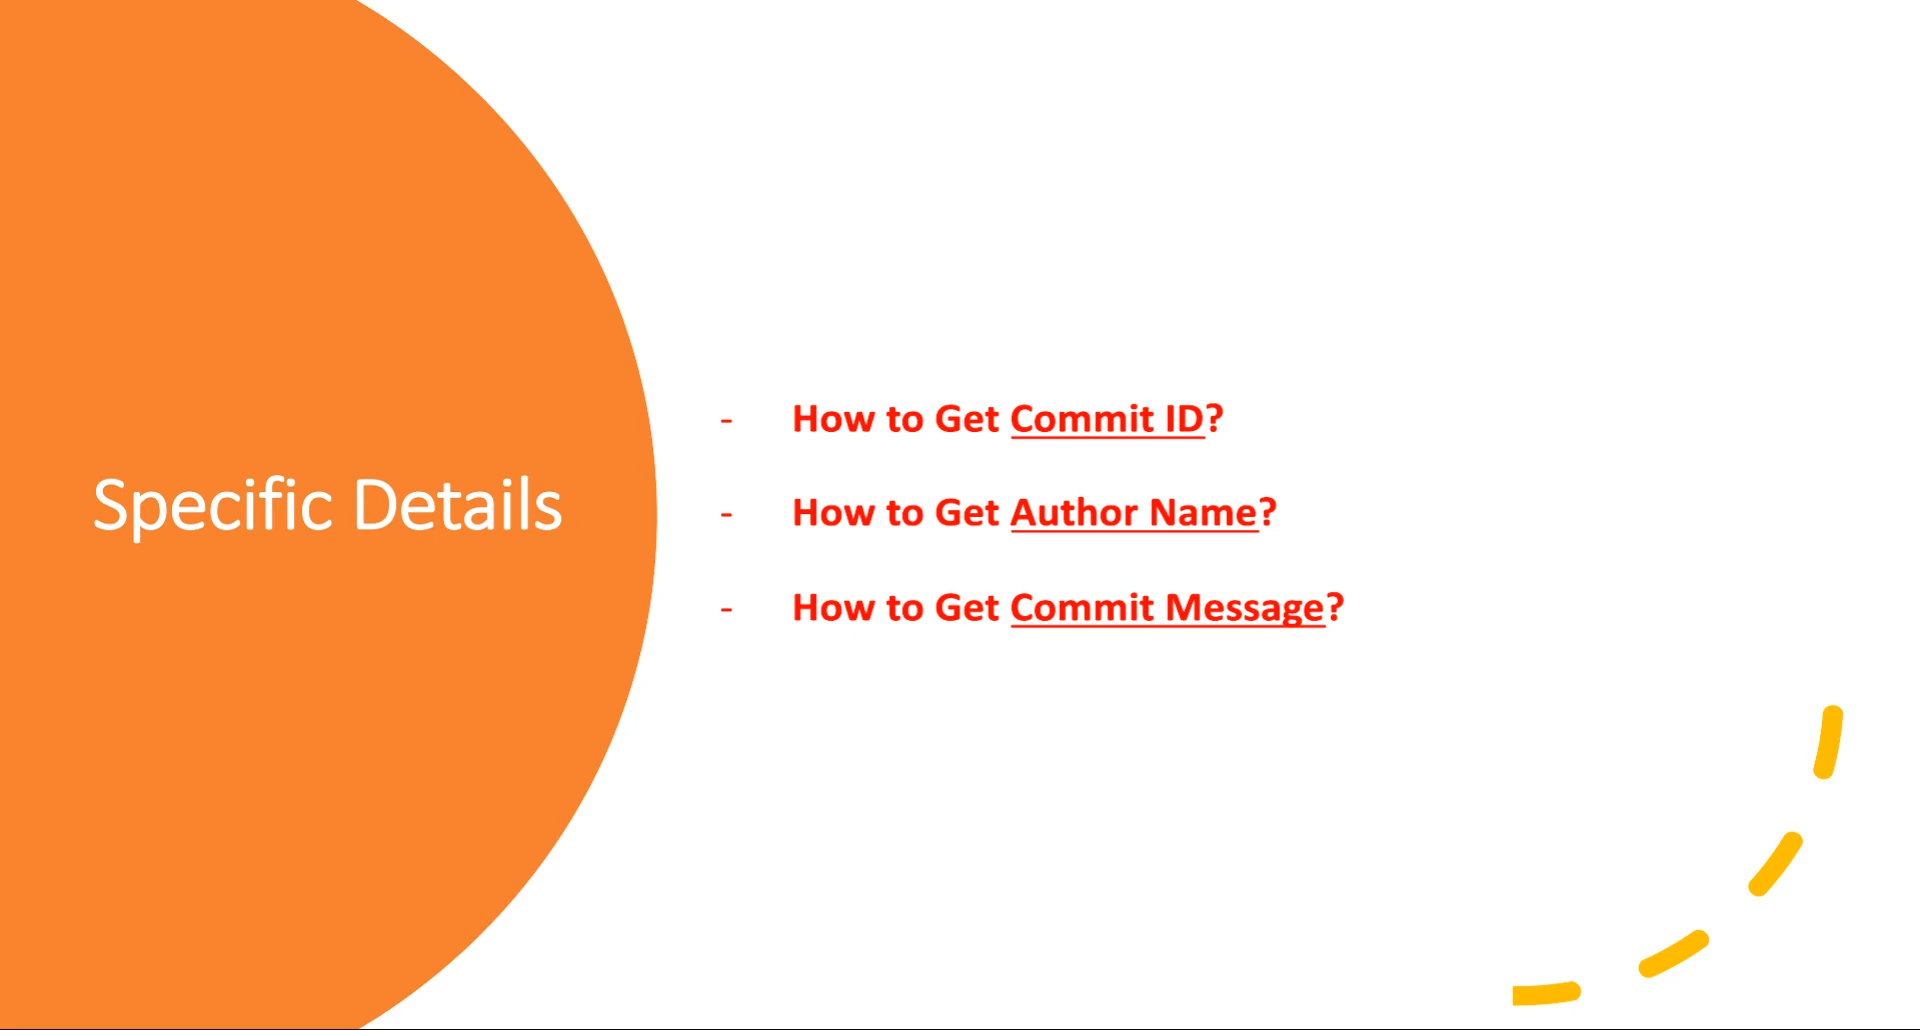 Specific Details
- How to Get Commit ID?
- How to Get Author Name?
- How to Get Commit Message?